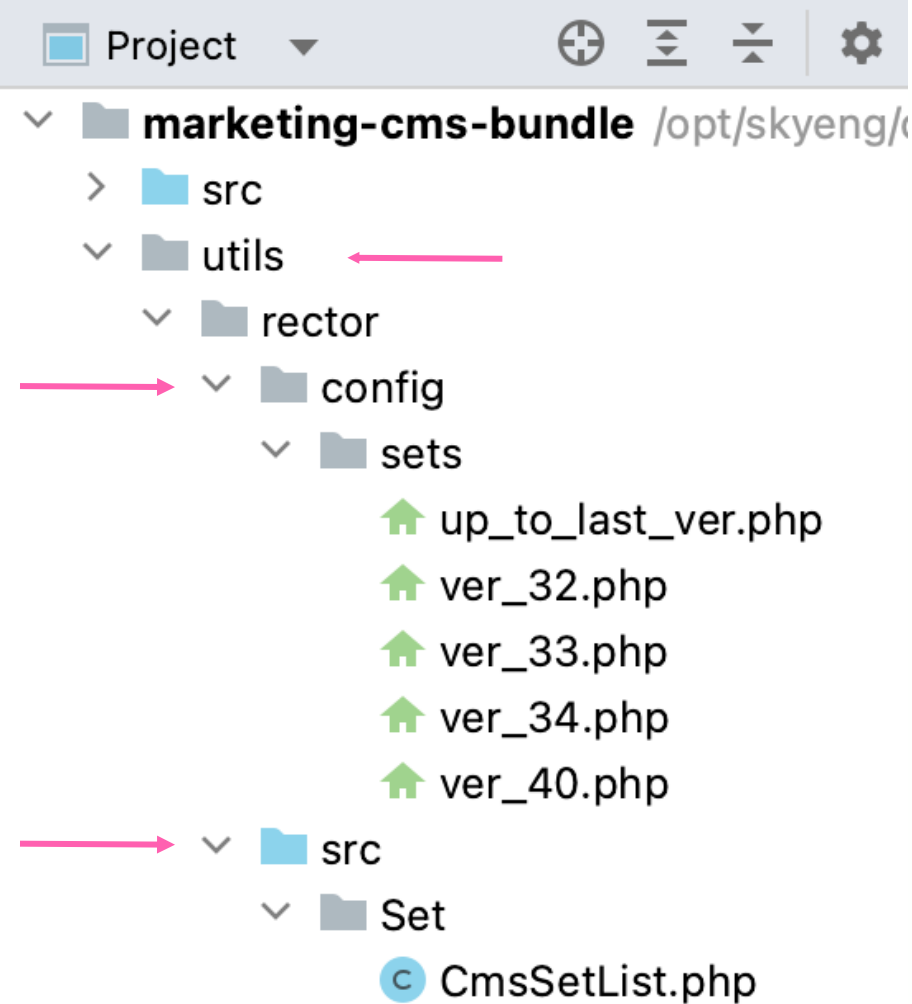 Project
marketing-cms-bundle /opt/skyeng/
src
utils
rector
config
sets
up_to_last_ver.php
ver_32.php
ver_33.php
ver_34.php
ver_40.php
src
Set
C CmsSetList.php